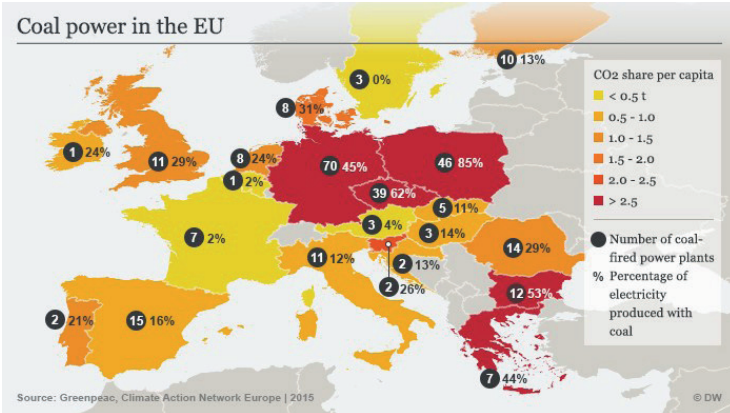 Coal power in the EU
10 13%
3 0%
CO2 share per capita
< 0.5 t
0.5 - 1.0
1.0 - 1.5
1.5 - 2.0
2.0 - 2.5
> 2.5
8 31%
1 24%
11 29%
8 24%
70 45%
46 85%
1 2%
39 62%
5 11%
3 4%
3 14%
7 2%
14 29%
11 12%
2 13%
2 26%
12 53%
2 21%
15 16%
7 44%
Number of coal-
fired power plants
% Percentage of
electricity
produced with
coal
Source: Greenpeac, Climate Action Network Europe | 2015
© DW